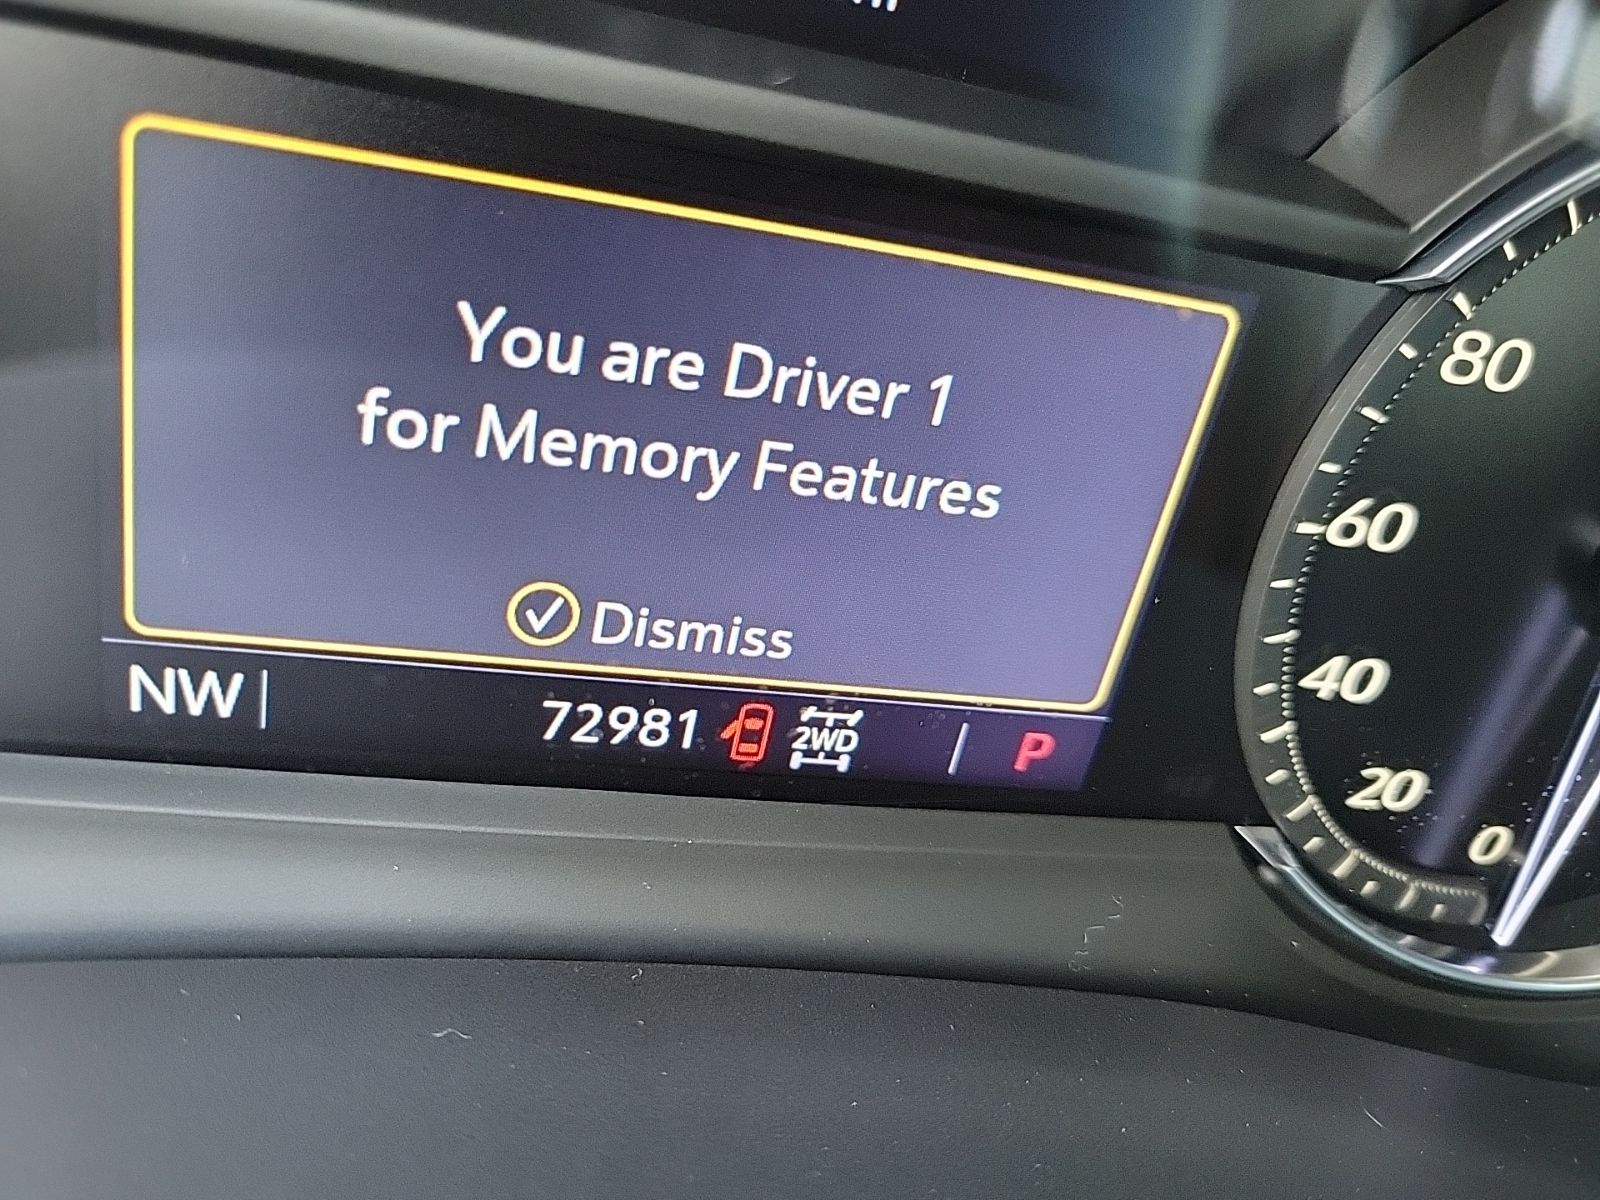 You are Driver 1
for Memory Features
Dismiss
NW
72981
2WD
P
80
60
40
20
0